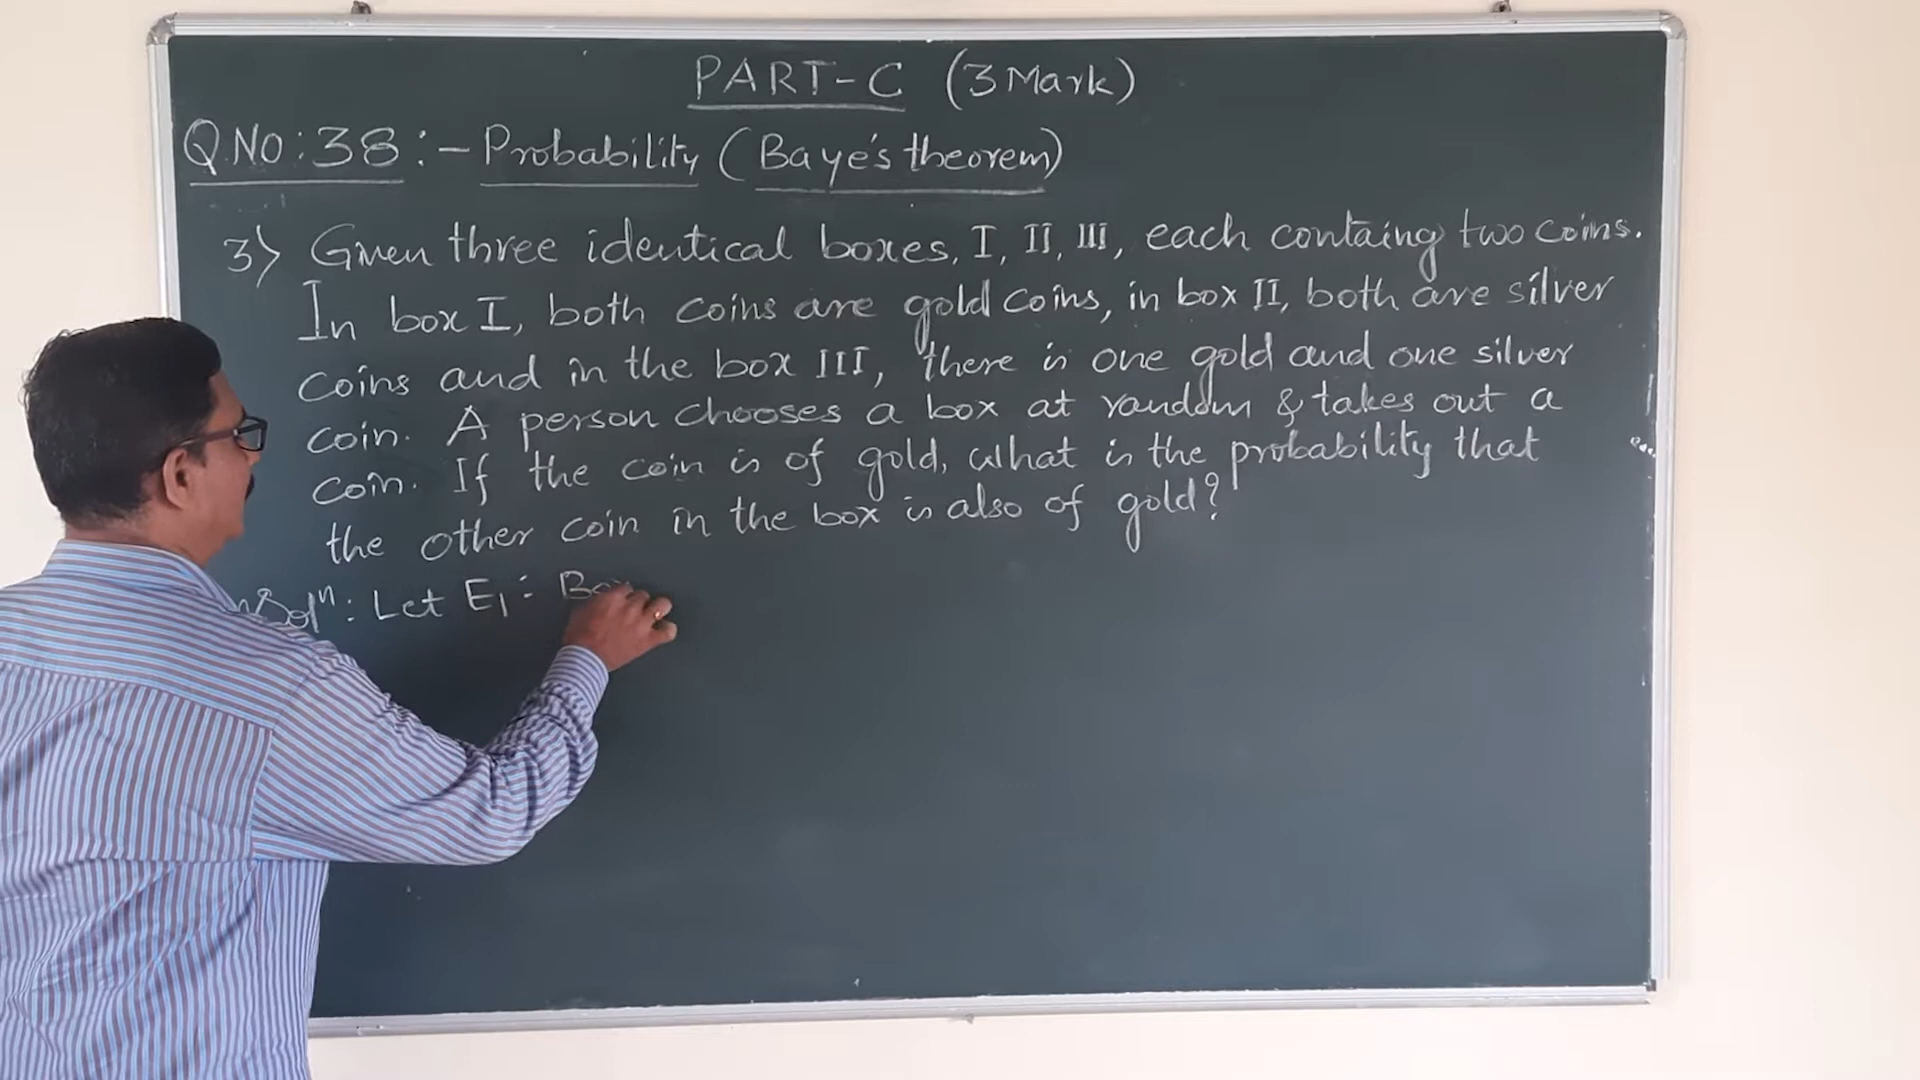 PART-C (3 Mark)
Q.NO:38:- Probability (Baye's theorem)
3) Given three identical boxes, I, II, III, each containg two coins.
In box I, both coins are gold coins, in box II, both are silver
coins and in the box III, there is one gold and one silver
coin. A person chooses a box at random & takes out a
coin. If the coin is of gold, what is the probability that
the other coin in the box is also of gold?
Solⁿ: Let E₁: Box